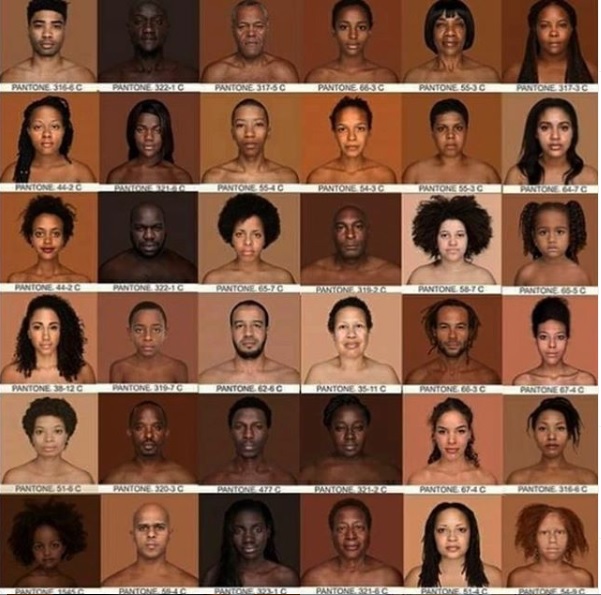 PANTONE. 316-6 C
PANTONE. 322-1 C
PANTONE. 317-5 C
PANTONE. 66-3 C
PANTONE. 55-3 C
PANTONE. 317-3 C
PANTONE. 44-2 C
PANTONE. 321-6 C
PANTONE. 55-4 C
PANTONE. 54-3 C
PANTONE. 55-3 C
PANTONE. 64-7 C
PANTONE. 44-2 C
PANTONE. 322-1 C
PANTONE. 65-7 C
PANTONE. 319-2 C
PANTONE. 58-7 C
PANTONE. 65-5 C
PANTONE. 38-12 C
PANTONE. 319-7 C
PANTONE. 62-6 C
PANTONE. 35-11 C
PANTONE. 66-3 C
PANTONE. 67-4 C
PANTONE. 51-6 C
PANTONE. 320-3 C
PANTONE. 477 C
PANTONE. 321-2 C
PANTONE. 67-4 C
PANTONE. 316-6 C
PANTONE. 1545 C
PANTONE. 59-4 C
PANTONE. 323-1 C
PANTONE. 321-6 C
PANTONE. 51-4 C
PANTONE. 54-9 C